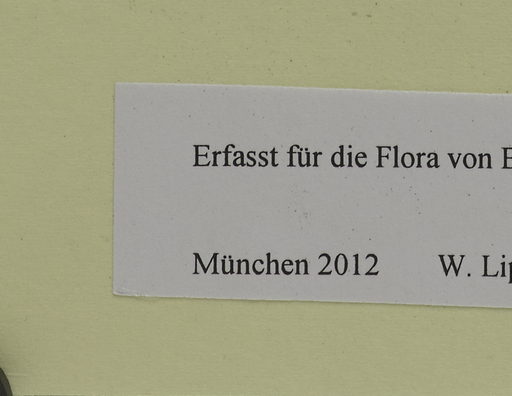 Erfasst für die Flora von
München 2012 W.